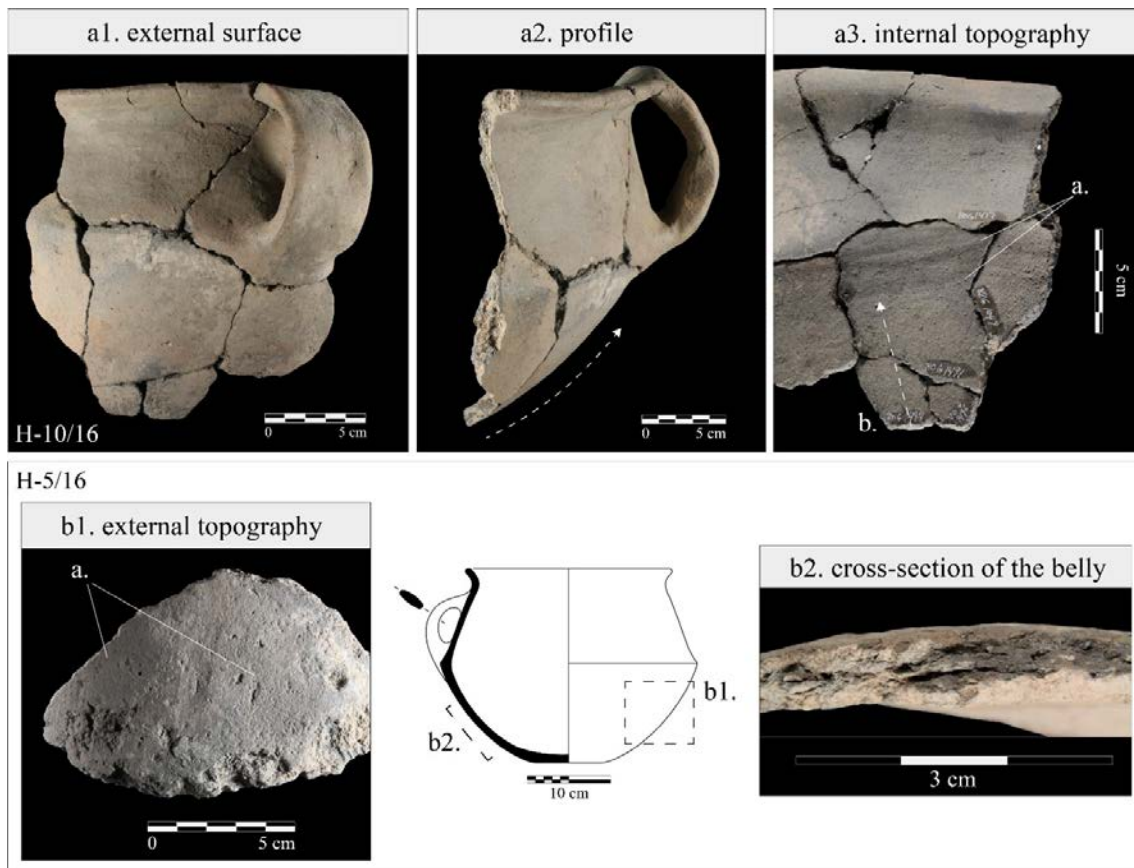 a1. external surface
a2. profile
a3. internal topography
a.
b.
5 cm
0 5 cm
H-10/16
0 5 cm
H-5/16
b1. external topography
a.
0 5 cm
b1.
b2.
10 cm
b2. cross-section of the belly
3 cm